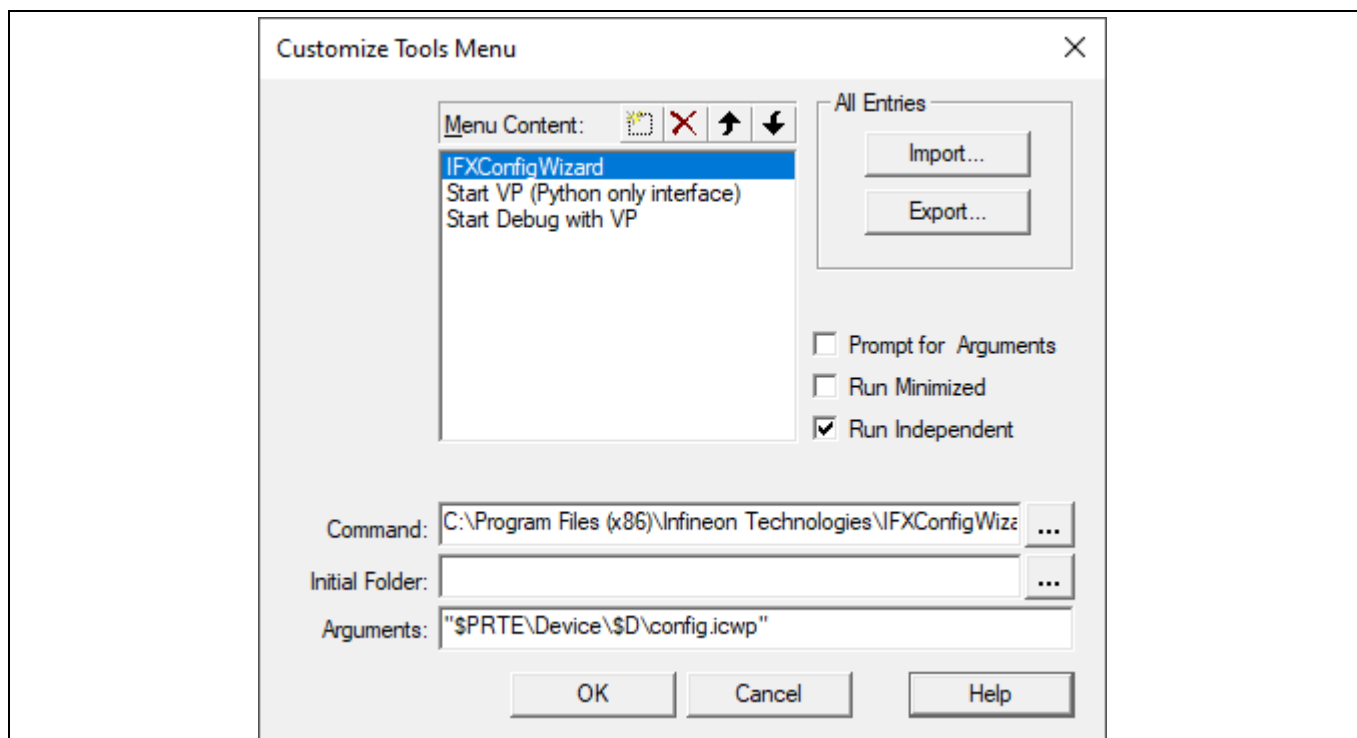 Customize Tools Menu
Menu Content:
IFXConfigWizard
Start VP (Python only interface)
Start Debug with VP
All Entries
Import...
Export...
Prompt for Arguments
Run Minimized
Run Independent
Command: C:\Program Files (x86)\Infineon Technologies\IFXConfigWiza ...
Initial Folder: ...
Arguments: "$PRTE\Device\$D\config.icwp"
OK Cancel Help